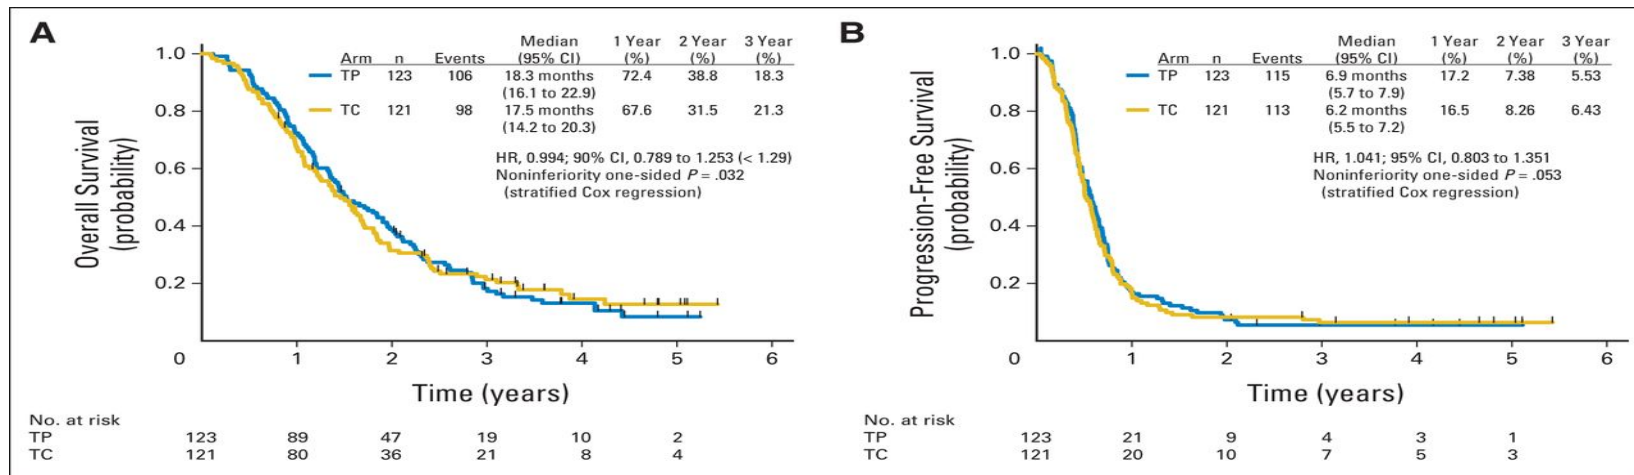 A
Arm n Events Median (95% CI) 1 Year (%) 2 Year (%) 3 Year (%)
TP 123 106 18.3 months (16.1 to 22.9) 72.4 38.8 18.3
TC 121 98 17.5 months (14.2 to 20.3) 67.6 31.5 21.3
HR, 0.994; 90% CI, 0.789 to 1.253 (< 1.29)
Noninferiority one-sided P = .032
(stratified Cox regression)
Overall Survival
(probability)
1.0
0.8
0.6
0.4
0.2
0 1 2 3 4 5 6
Time (years)
No. at risk
TP 123 89 47 19 10 2
TC 121 80 36 21 8 4
B
Arm n Events Median (95% CI) 1 Year (%) 2 Year (%) 3 Year (%)
TP 123 115 6.9 months (5.7 to 7.9) 17.2 7.38 5.53
TC 121 113 6.2 months (5.5 to 7.2) 16.5 8.26 6.43
HR, 1.041; 95% CI, 0.803 to 1.351
Noninferiority one-sided P = .053
(stratified Cox regression)
Progression-Free Survival
(probability)
1.0
0.8
0.6
0.4
0.2
0 1 2 3 4 5 6
Time (years)
No. at risk
TP 123 21 9 4 3 1
TC 121 20 10 7 5 3